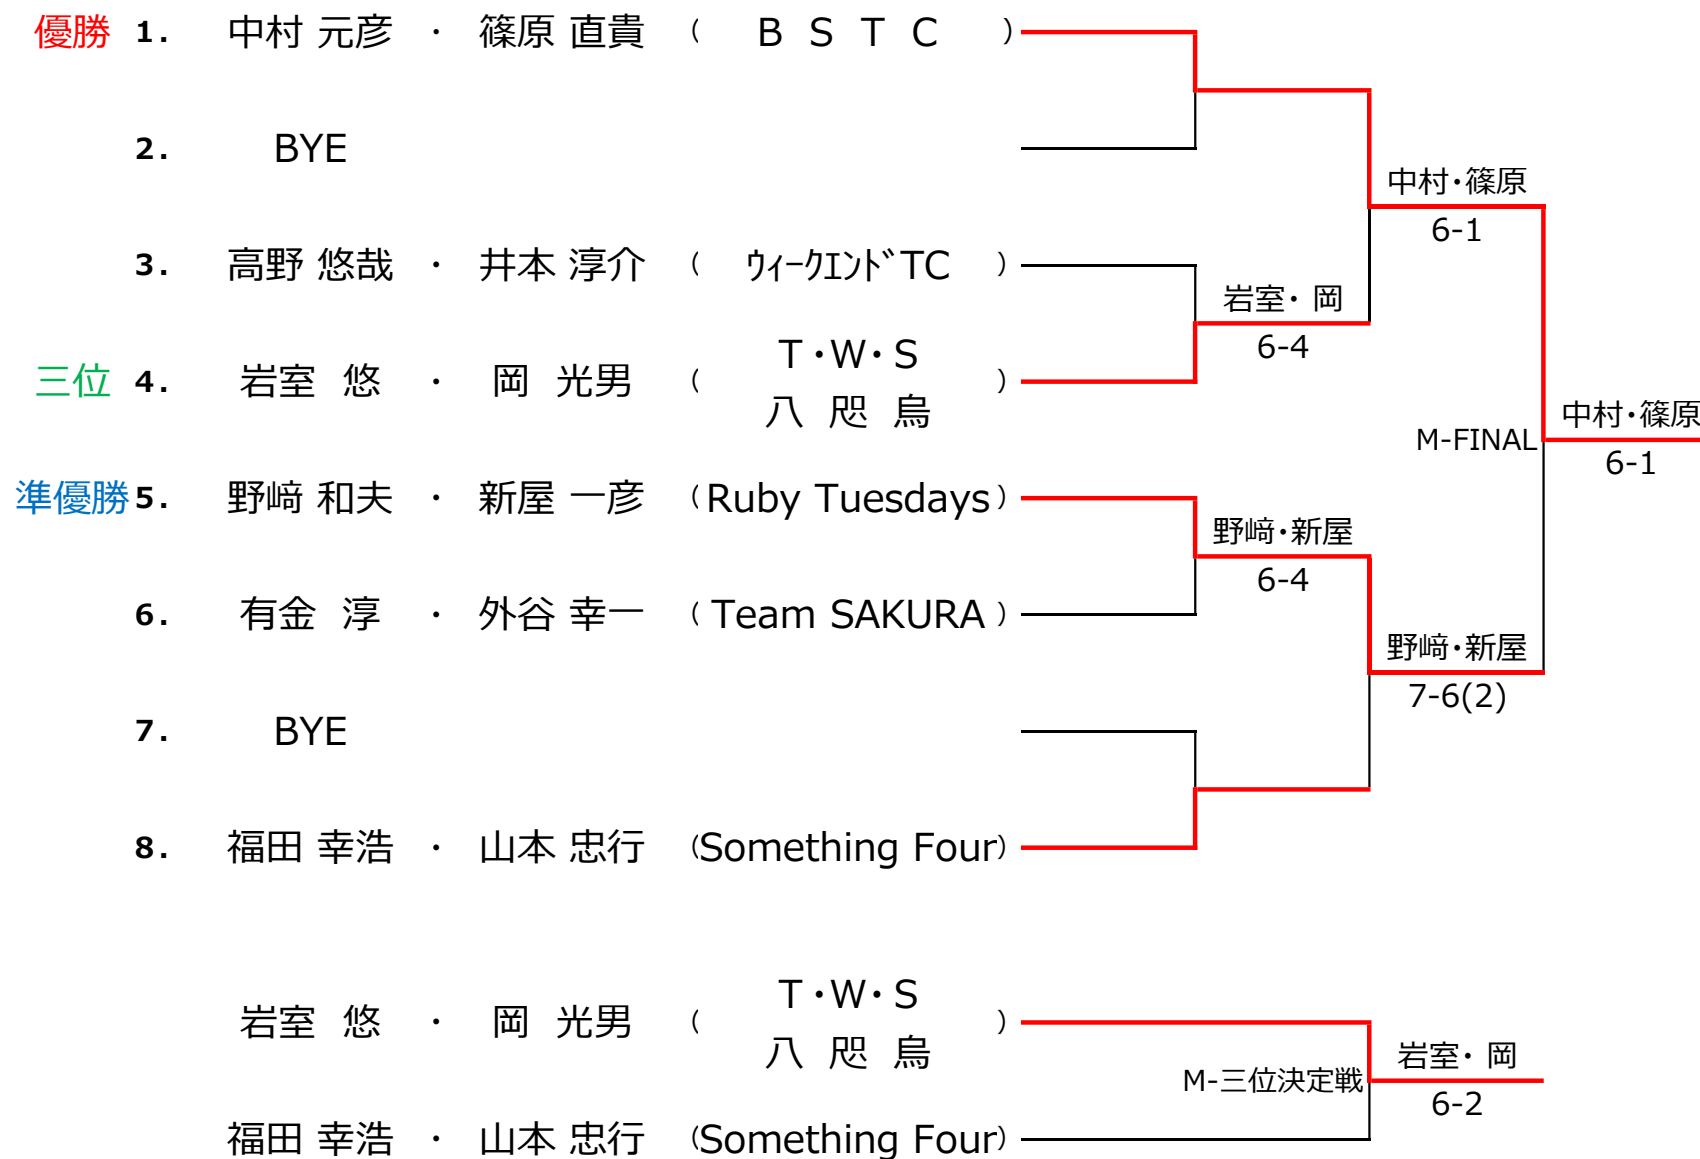 優勝 1. 中村 元彦 ・ 篠原 直貴 ( B S T C )
2. BYE
中村・篠原
6-1
3. 高野 悠哉 ・ 井本 淳介 ( ウィークエンドTC )
岩室・ 岡
6-4
T・W・S
三位 4. 岩室 悠 ・ 岡 光男 ( )
八 咫 烏
中村・篠原
M-FINAL
6-1
準優勝 5. 野﨑 和夫 ・ 新屋 一彦 (Ruby Tuesdays)
野﨑・新屋
6-4
6. 有金 淳 ・ 外谷 幸一 ( Team SAKURA )
野﨑・新屋
7-6(2)
7. BYE
8. 福田 幸浩 ・ 山本 忠行 (Something Four)
T・W・S
岩室 悠 ・ 岡 光男 ( )
八 咫 烏
岩室・ 岡
M-三位決定戦
6-2
福田 幸浩 ・ 山本 忠行 (Something Four)